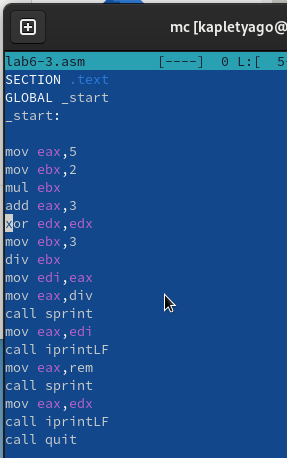 mc [kapletyago@
lab6-3.asm [----] 0 L:[ 5
SECTION .text
GLOBAL _start
_start:
mov eax,5
mov ebx,2
mul ebx
add eax,3
xor edx,edx
mov ebx,3
div ebx
mov edi,eax
mov eax,div
call sprint
mov eax,edi
call iprintLF
mov eax,rem
call sprint
mov eax,edx
call iprintLF
call quit